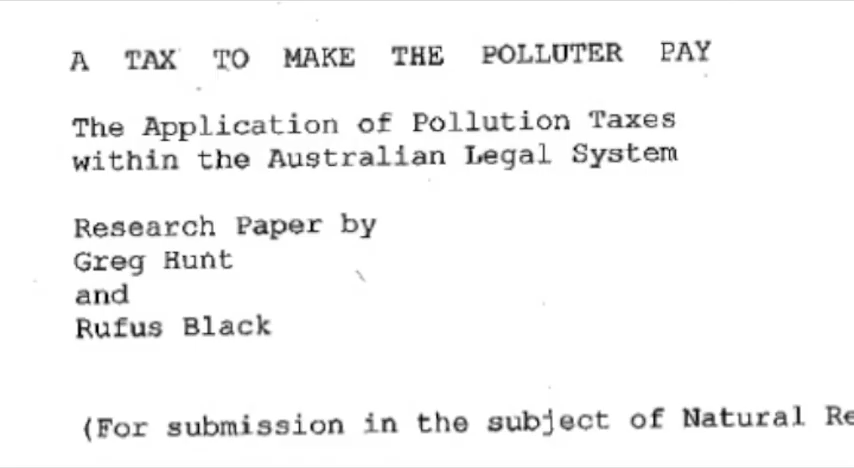 A TAX TO MAKE THE POLLUTER PAY
The Application of Pollution Taxes
within the Australian Legal System
Research Paper by
Greg Hunt
and
Rufus Black
(For submission in the subject of Natural